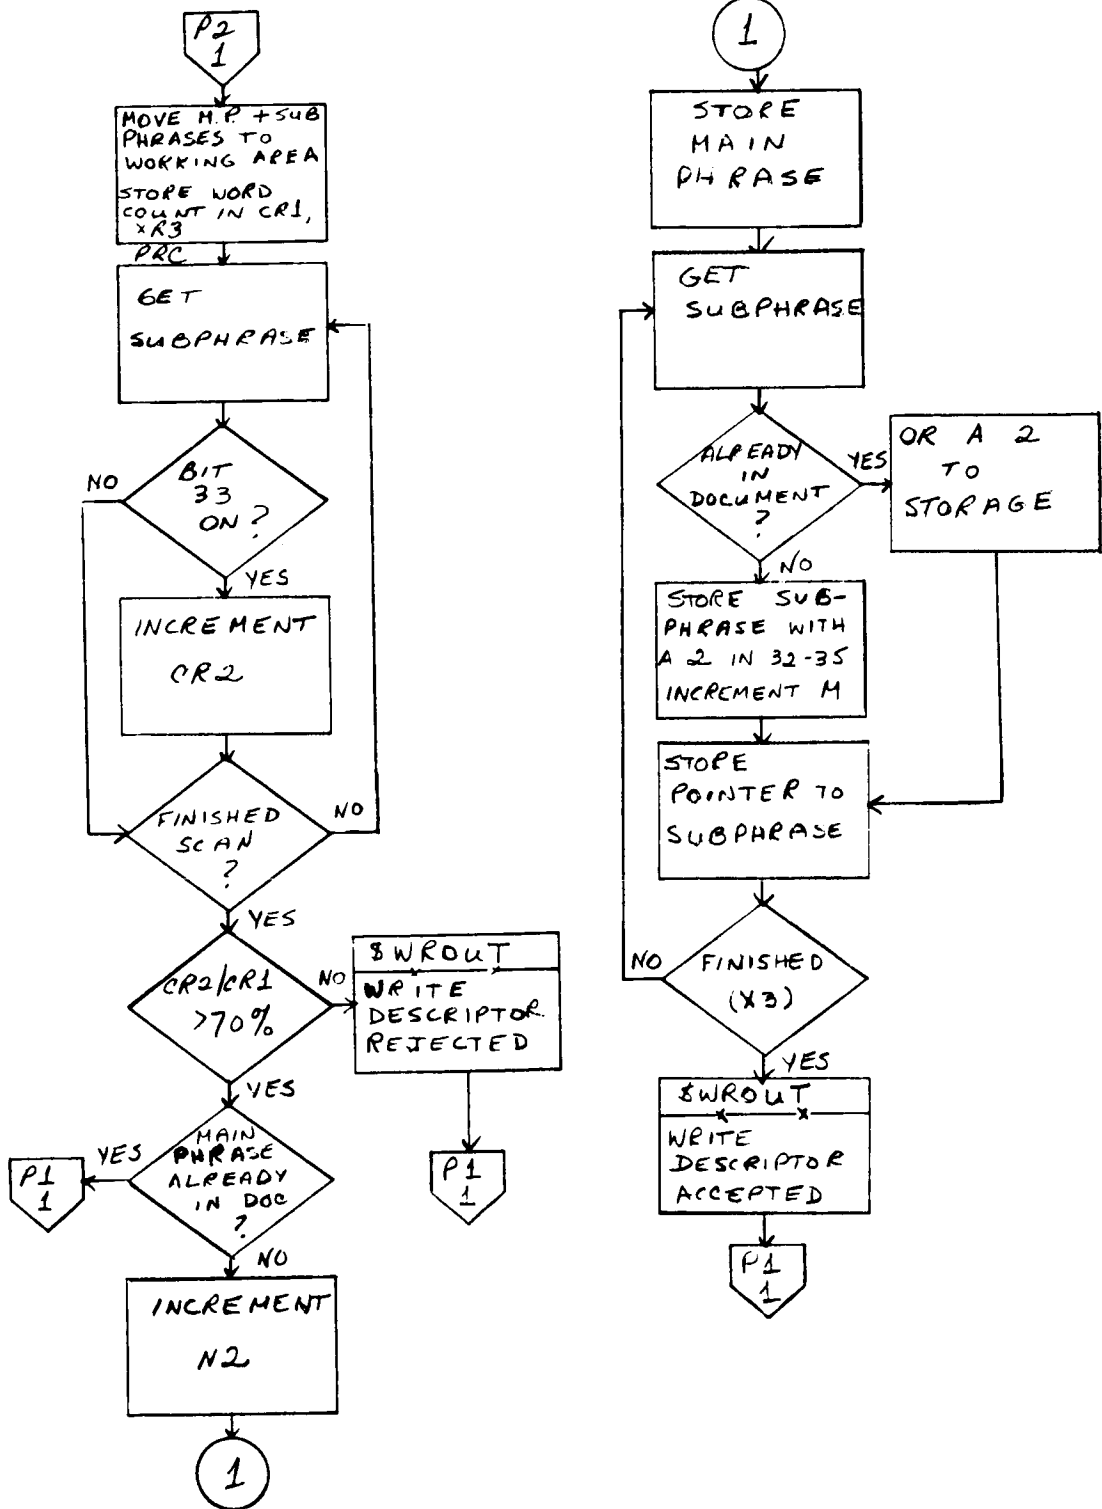 P2
1
MOVE M.P. + SUB
PHRASES TO
WORKING AREA
STORE WORD
COUNT IN CR1,
XR3
PRC
GET
SUBPHRASE
BIT
33
ON ?
NO
YES
INCREMENT
CR2
FINISHED
SCAN
?
NO
YES
CR2/CR1
>70%
NO
$WROUT
WRITE
DESCRIPTOR
REJECTED
P1
1
YES
MAIN
PHRASE
ALREADY
IN DOC
?
YES
P1
1
NO
INCREMENT
N2
1
1
STORE
MAIN
PHRASE
GET
SUBPHRASE
ALREADY
IN
DOCUMENT
?
YES
OR A 2
TO
STORAGE
NO
STORE SUB-
PHRASE WITH
A 2 IN 32-35
INCREMENT M
STORE
POINTER TO
SUBPHRASE
FINISHED
(X3)
NO
YES
$WROUT
WRITE
DESCRIPTOR
ACCEPTED
P1
1